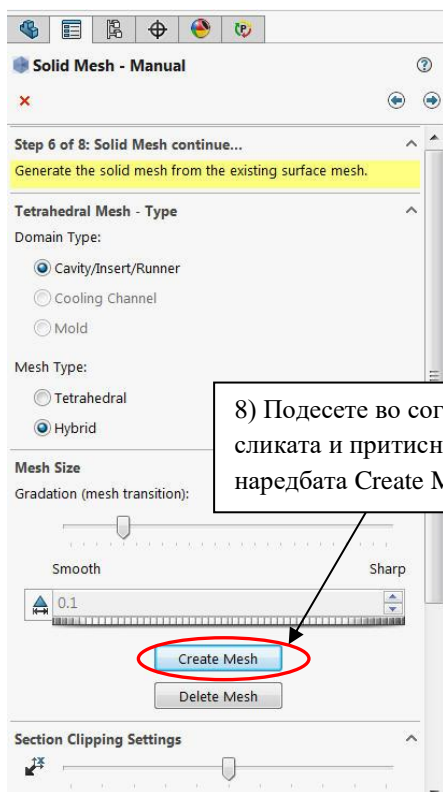 Solid Mesh - Manual
Step 6 of 8: Solid Mesh continue...
Generate the solid mesh from the existing surface mesh.
Tetrahedral Mesh - Type
Domain Type:
Cavity/Insert/Runner
Cooling Channel
Mold
Mesh Type:
Tetrahedral
Hybrid
8) Подесете во сог
сликата и притисн
наредбата Create M
Mesh Size
Gradation (mesh transition):
Smooth Sharp
0.1
Create Mesh
Delete Mesh
Section Clipping Settings